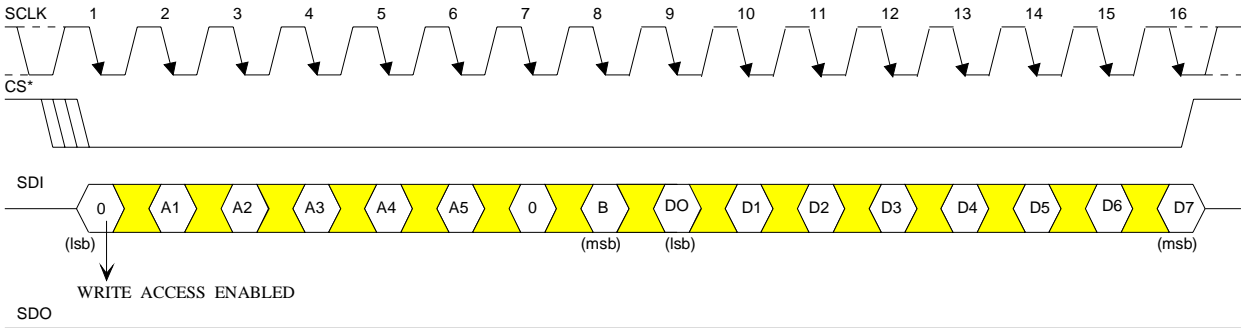 SCLK 1 2 3 4 5 6 7 8 9 10 11 12 13 14 15 16
CS*
SDI
0 A1 A2 A3 A4 A5 0 B DO D1 D2 D3 D4 D5 D6 D7
(lsb) (msb) (lsb) (msb)
WRITE ACCESS ENABLED
SDO